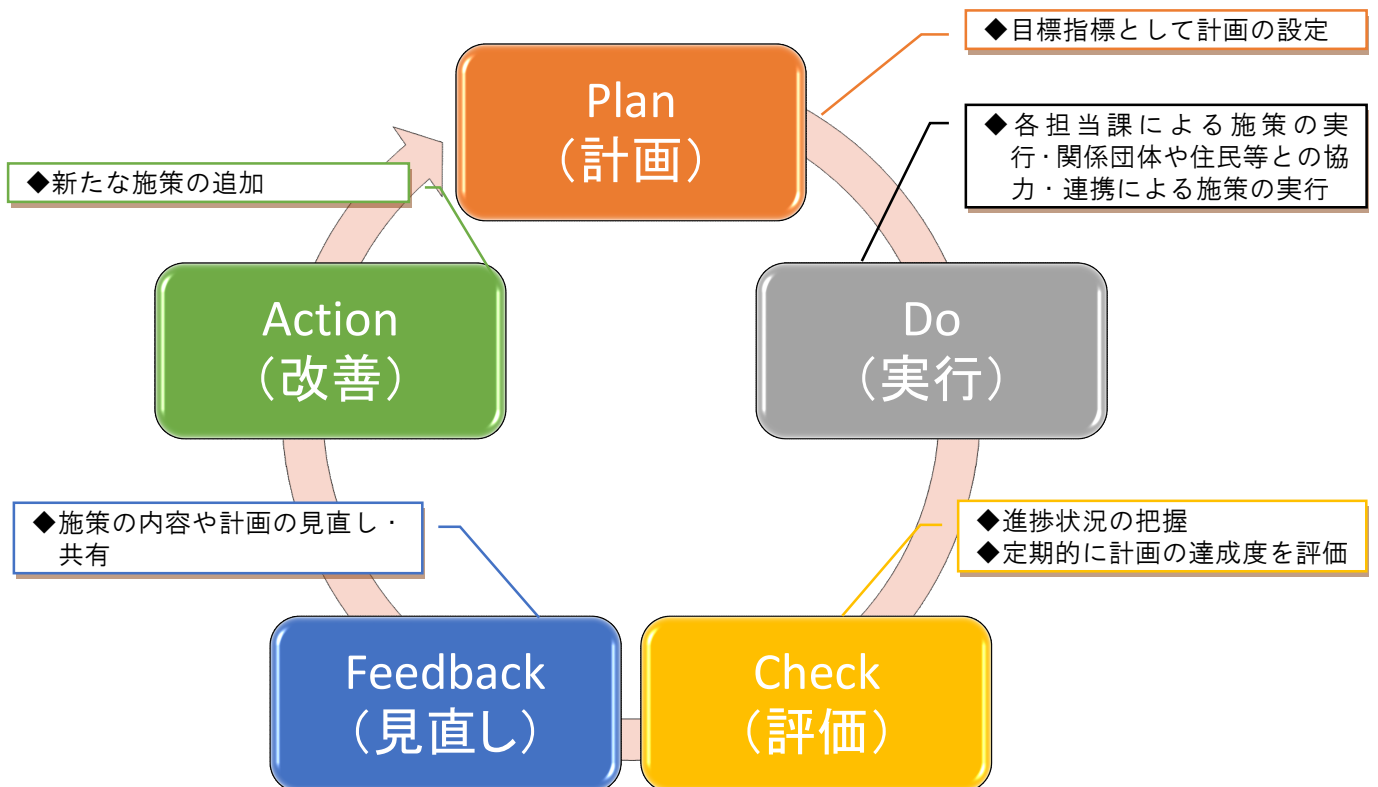 Plan
（計画）
◆目標指標として計画の設定
◆各担当課による施策の実
行・関係団体や住民等との協
力・連携による施策の実行
◆新たな施策の追加
Action
（改善）
Do
（実行）
◆施策の内容や計画の見直し・
共有
◆進捗状況の把握
◆定期的に計画の達成度を評価
Feedback
（見直し）
Check
（評価）